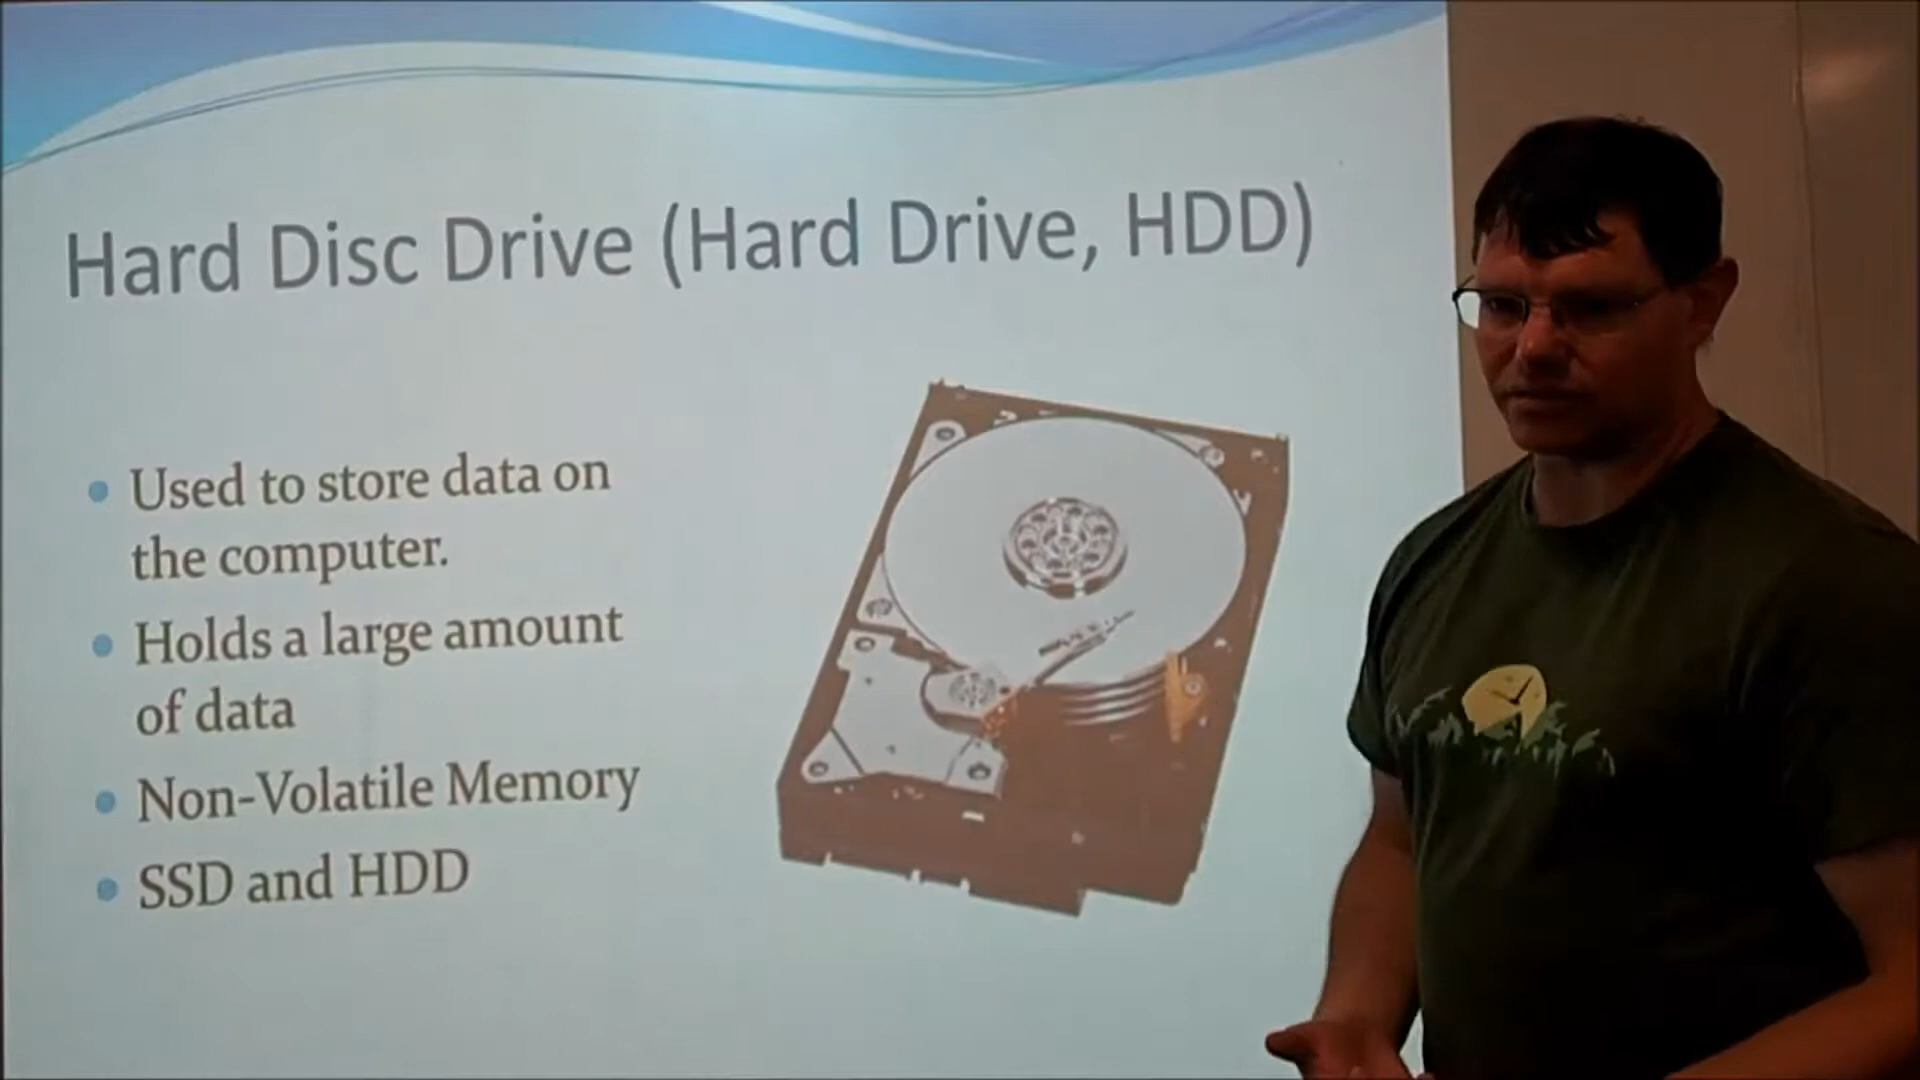 Hard Disc Drive (Hard Drive, HDD)
Used to store data on
the computer.
Holds a large amount
of data
Non-Volatile Memory
SSD and HDD